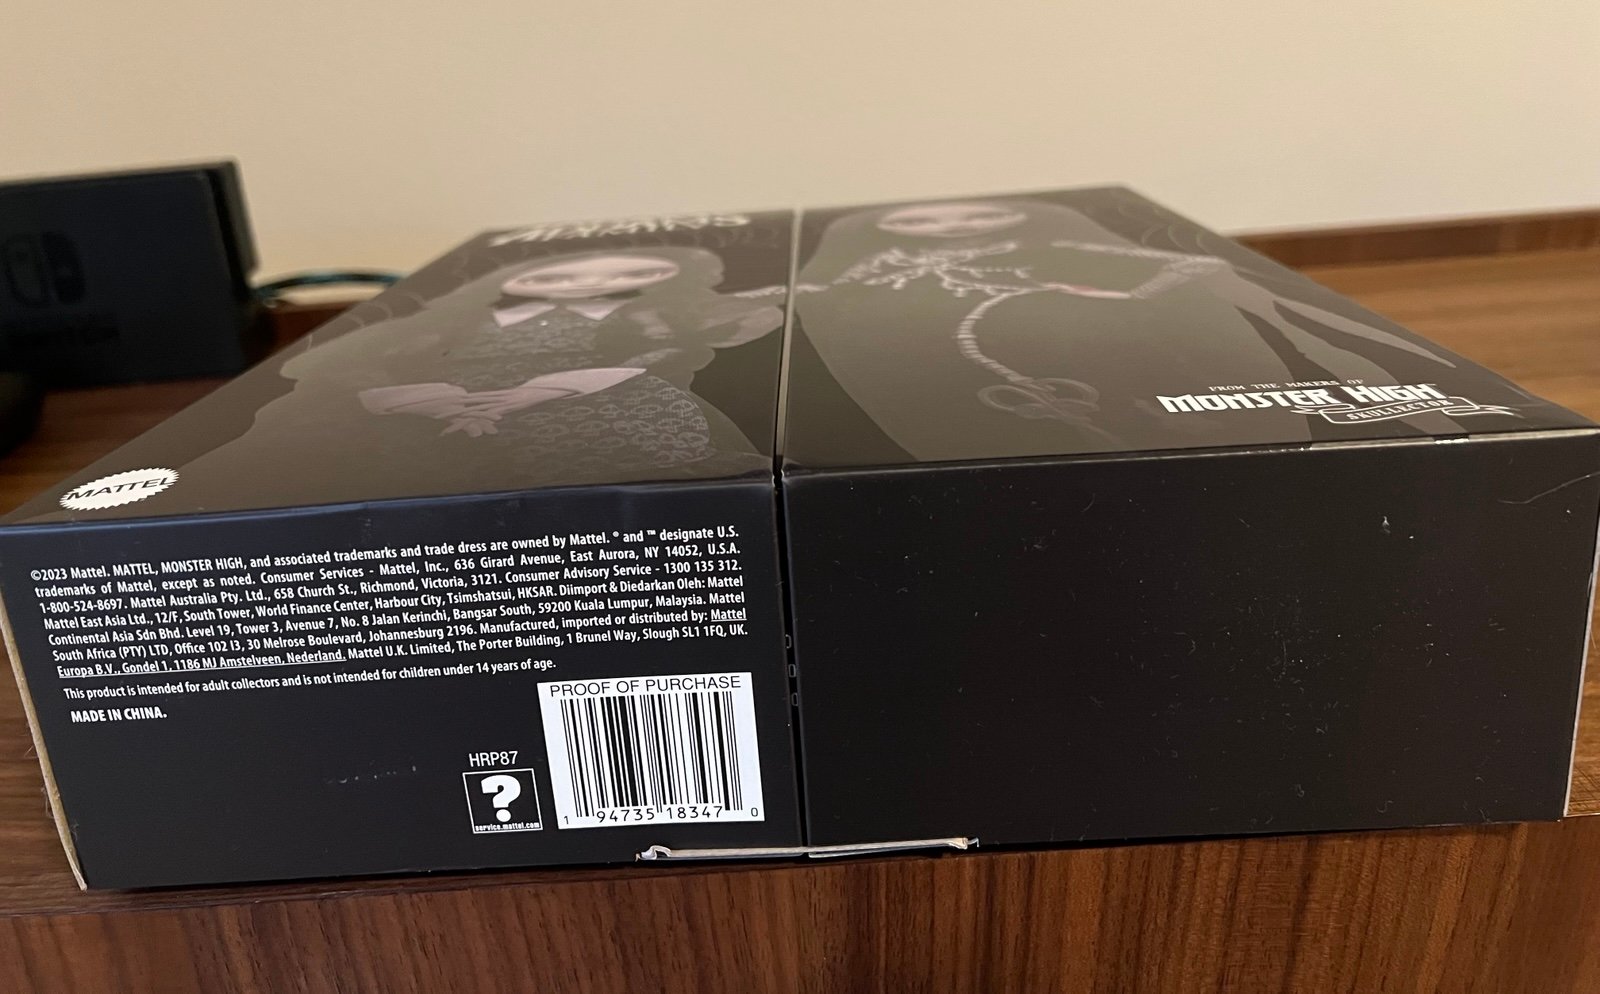 ADDAMS
FROM THE MAKERS OF
MONSTER HIGH
SKULLECTOR
MATTEL
©2023 Mattel. MATTEL, MONSTER HIGH, and associated trademarks and trade dress are owned by Mattel. ® and ™ designate U.S.
trademarks of Mattel, except as noted. Consumer Services - Mattel, Inc., 636 Girard Avenue, East Aurora, NY 14052, U.S.A.
1-800-524-8697. Mattel Australia Pty. Ltd., 658 Church St., Richmond, Victoria, 3121. Consumer Advisory Service - 1300 135 312.
Mattel East Asia Ltd., 12/F, South Tower, World Finance Center, Harbour City, Tsimshatsui, HKSAR. Diimport & Diedarkan Oleh: Mattel
Continental Asia Sdn Bhd. Level 19, Tower 3, Avenue 7, No. 8 Jalan Kerinchi, Bangsar South, 59200 Kuala Lumpur, Malaysia. Mattel
South Africa (PTY) LTD, Office 102 I3, 30 Melrose Boulevard, Johannesburg 2196. Manufactured, imported or distributed by: Mattel
Europa B.V., Gondel 1, 1186 MJ Amstelveen, Nederland. Mattel U.K. Limited, The Porter Building, 1 Brunel Way, Slough SL1 1FQ, UK.
This product is intended for adult collectors and is not intended for children under 14 years of age.
MADE IN CHINA.
PROOF OF PURCHASE
HRP87
?
service.mattel.com
1 94735 18347 0